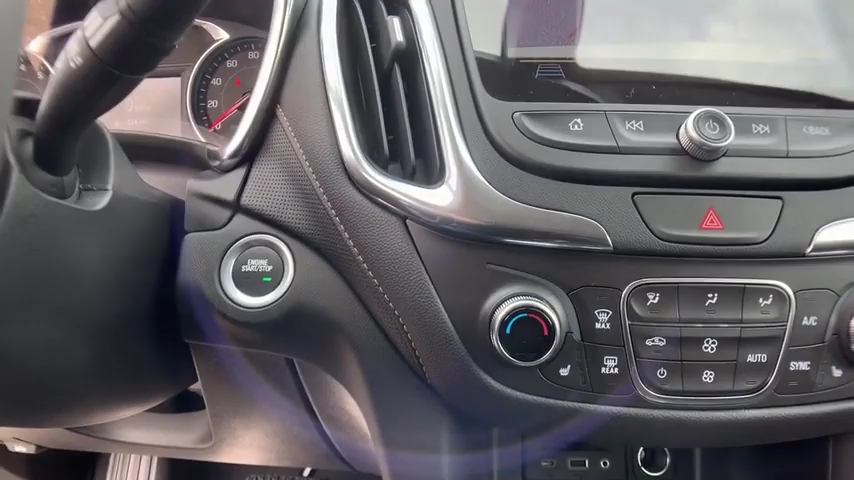 80
60
40
20
BACK
ENGINE
START/STOP
MAX
REAR
A/C
AUTO
SYNC